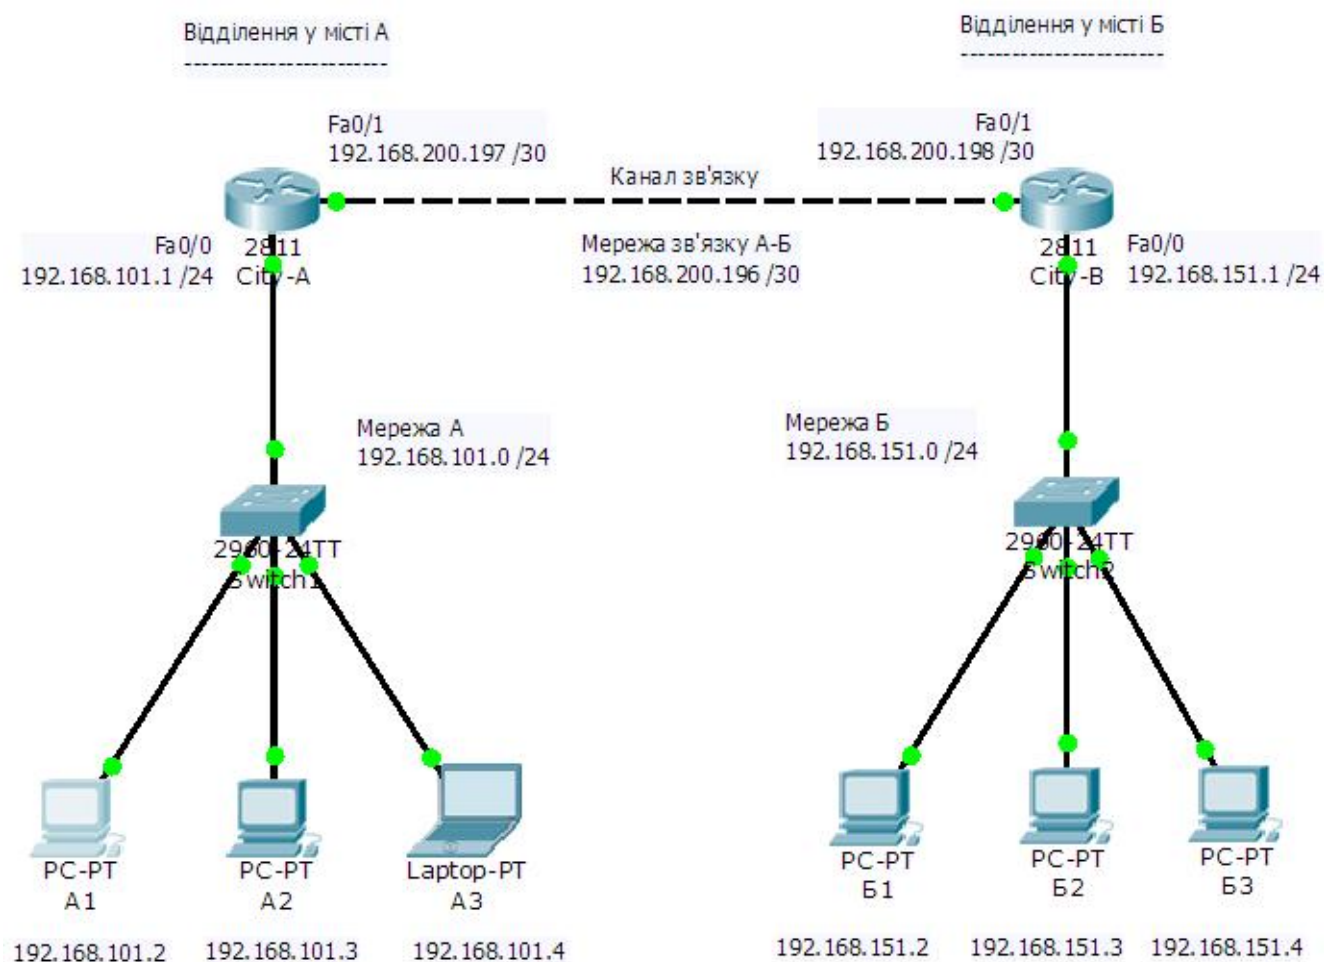 Відділення у місті А
------------------------
Відділення у місті Б
------------------------
Fa0/1
192.168.200.197 /30
Fa0/1
192.168.200.198 /30
Канал зв'язку
Fa0/0
192.168.101.1 /24
2811
City-A
Мережа зв'язку А-Б
192.168.200.196 /30
2811
City-B
Fa0/0
192.168.151.1 /24
Мережа А
192.168.101.0 /24
Мережа Б
192.168.151.0 /24
2960-24TT
Switch1
2960-24TT
Switch2
PC-PT
А1
PC-PT
А2
Laptop-PT
А3
PC-PT
Б1
PC-PT
Б2
PC-PT
Б3
192.168.101.2
192.168.101.3
192.168.101.4
192.168.151.2
192.168.151.3
192.168.151.4